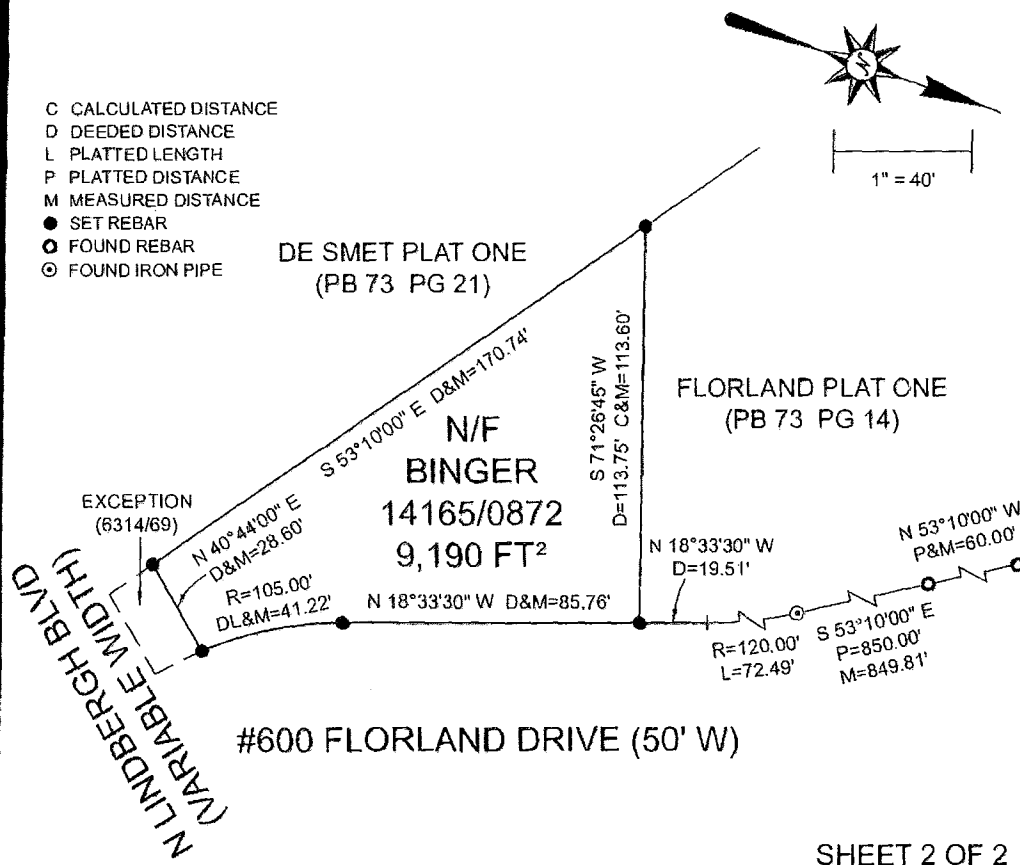 C CALCULATED DISTANCE
D DEEDED DISTANCE
L PLATTED LENGTH
P PLATTED DISTANCE
M MEASURED DISTANCE
SET REBAR
FOUND REBAR
FOUND IRON PIPE
N
1" = 40'
DE SMET PLAT ONE
(PB 73 PG 21)
S 53°10'00" E D&M=170.74'
S 71°26'45" W
D=113.75' C&M=113.60'
FLORLAND PLAT ONE
(PB 73 PG 14)
N/F
BINGER
14165/0872
9,190 FT²
EXCEPTION
(6314/69)
N 40°44'00" E
D&M=28.60'
R=105.00'
DL&M=41.22'
N 18°33'30" W D&M=85.76'
N 18°33'30" W
D=19.51'
N 53°10'00" W
P&M=60.00'
R=120.00'
L=72.49'
S 53°10'00" E
P=850.00'
M=849.81'
N LINDBERGH BLVD
(VARIABLE WIDTH)
#600 FLORLAND DRIVE (50' W)
SHEET 2 OF 2